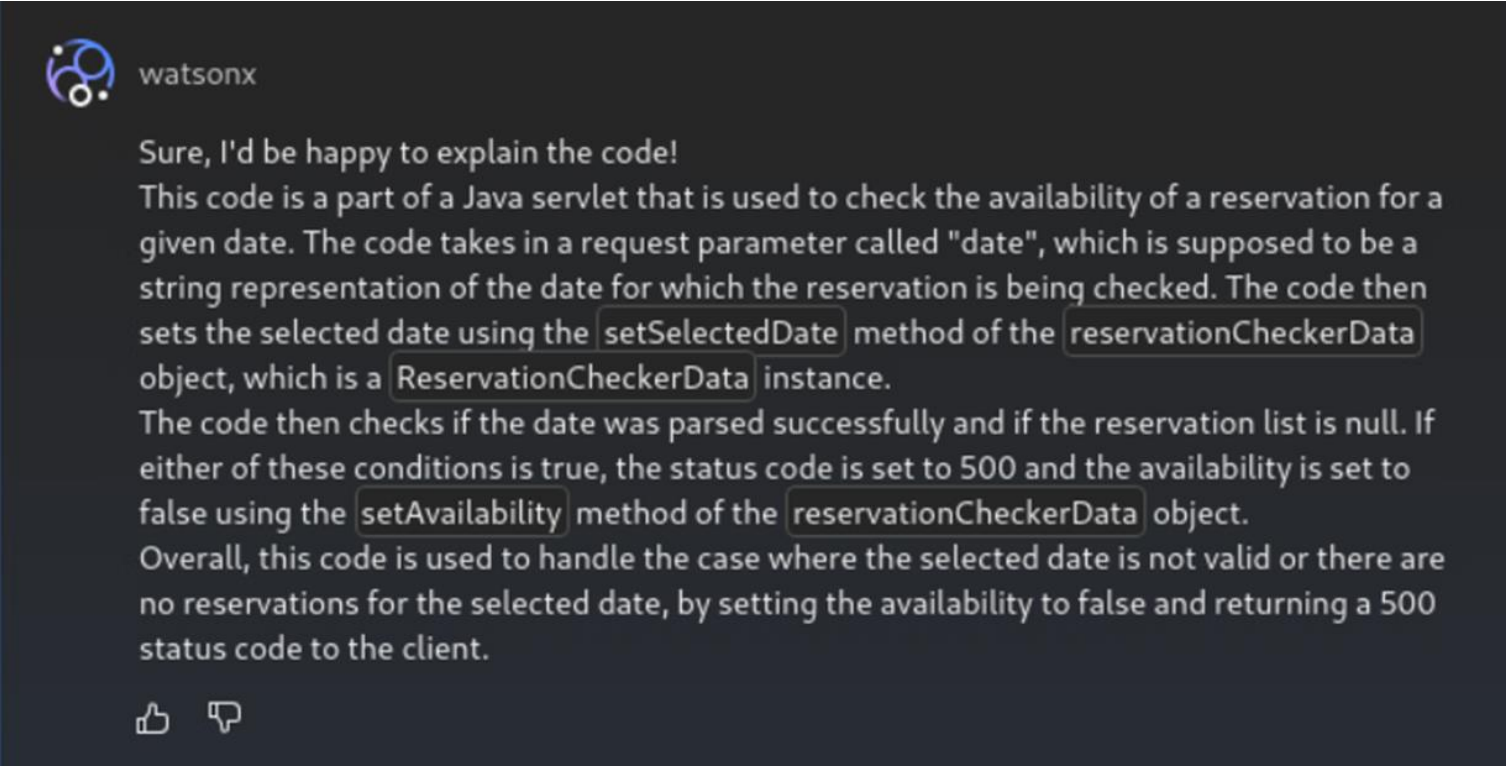 watsonx
Sure, I'd be happy to explain the code!
This code is a part of a Java servlet that is used to check the availability of a reservation for a
given date. The code takes in a request parameter called "date", which is supposed to be a
string representation of the date for which the reservation is being checked. The code then
sets the selected date using the setSelectedDate method of the reservationCheckerData
object, which is a ReservationCheckerData instance.
The code then checks if the date was parsed successfully and if the reservation list is null. If
either of these conditions is true, the status code is set to 500 and the availability is set to
false using the setAvailability method of the reservationCheckerData object.
Overall, this code is used to handle the case where the selected date is not valid or there are
no reservations for the selected date, by setting the availability to false and returning a 500
status code to the client.